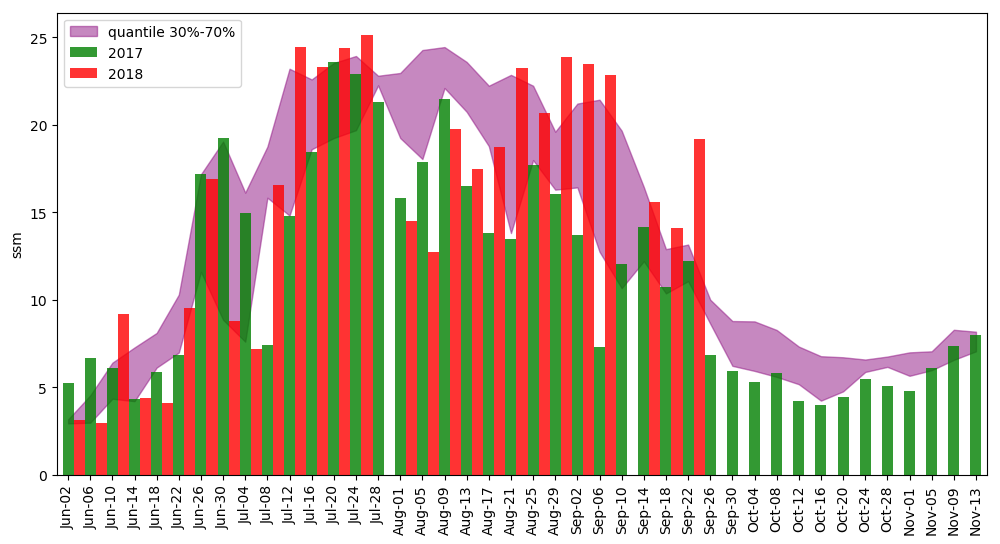 quantile 30%-70%
2017
2018
ssm
25
20
15
10
5
0
Jun-02
Jun-06
Jun-10
Jun-14
Jun-18
Jun-22
Jun-26
Jun-30
Jul-04
Jul-08
Jul-12
Jul-16
Jul-20
Jul-24
Jul-28
Aug-01
Aug-05
Aug-09
Aug-13
Aug-17
Aug-21
Aug-25
Aug-29
Sep-02
Sep-06
Sep-10
Sep-14
Sep-18
Sep-22
Sep-26
Sep-30
Oct-04
Oct-08
Oct-12
Oct-16
Oct-20
Oct-24
Oct-28
Nov-01
Nov-05
Nov-09
Nov-13